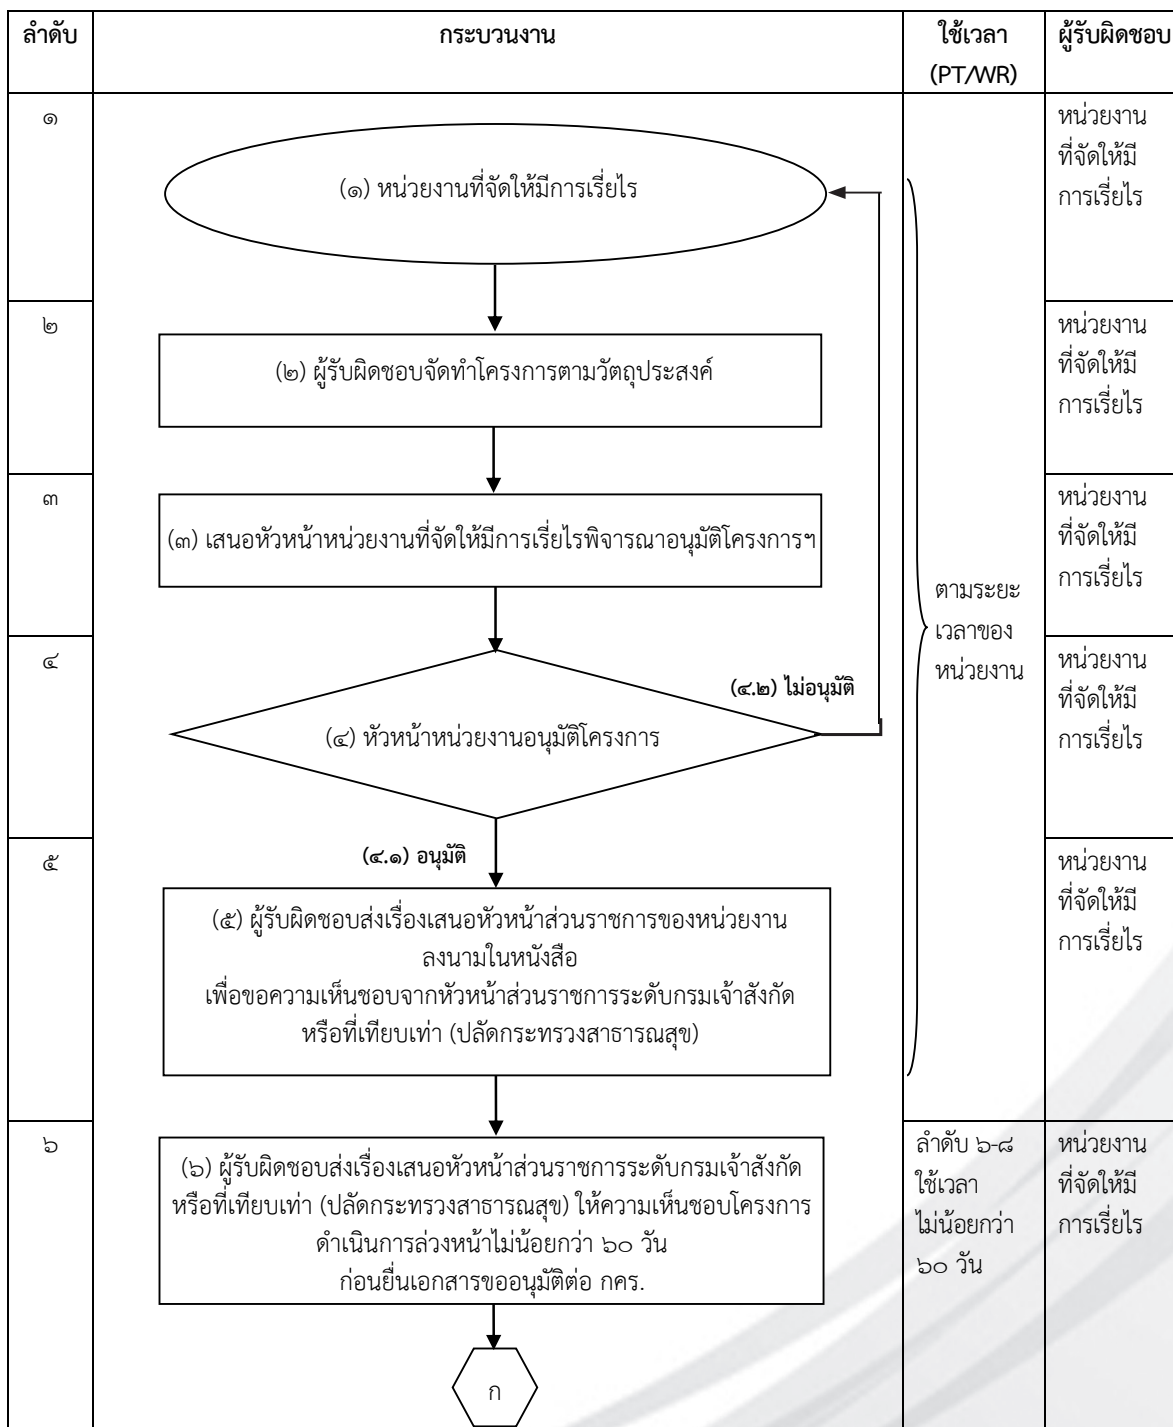 ลำดับ
กระบวนงาน
ใช้เวลา
(PT/WR)
ผู้รับผิดชอบ
๑
(๑) หน่วยงานที่จัดให้มีการเรี่ยไร
หน่วยงาน
ที่จัดให้มี
การเรี่ยไร
๒
(๒) ผู้รับผิดชอบจัดทำโครงการตามวัตถุประสงค์
หน่วยงาน
ที่จัดให้มี
การเรี่ยไร
๓
(๓) เสนอหัวหน้าหน่วยงานที่จัดให้มีการเรี่ยไรพิจารณาอนุมัติโครงการฯ
หน่วยงาน
ที่จัดให้มี
การเรี่ยไร
ตามระยะ
เวลาของ
หน่วยงาน
๔
(๔.๒) ไม่อนุมัติ
(๔) หัวหน้าหน่วยงานอนุมัติโครงการ
หน่วยงาน
ที่จัดให้มี
การเรี่ยไร
(๔.๑) อนุมัติ
๕
(๕) ผู้รับผิดชอบส่งเรื่องเสนอหัวหน้าส่วนราชการของหน่วยงาน
ลงนามในหนังสือ
เพื่อขอความเห็นชอบจากหัวหน้าส่วนราชการระดับกรมเจ้าสังกัด
หรือที่เทียบเท่า (ปลัดกระทรวงสาธารณสุข)
หน่วยงาน
ที่จัดให้มี
การเรี่ยไร
๖
(๖) ผู้รับผิดชอบส่งเรื่องเสนอหัวหน้าส่วนราชการระดับกรมเจ้าสังกัด
หรือที่เทียบเท่า (ปลัดกระทรวงสาธารณสุข) ให้ความเห็นชอบโครงการ
ดำเนินการล่วงหน้าไม่น้อยกว่า ๖๐ วัน
ก่อนยื่นเอกสารขออนุมัติต่อ กคร.
ลำดับ ๖-๘
ใช้เวลา
ไม่น้อยกว่า
๖๐ วัน
หน่วยงาน
ที่จัดให้มี
การเรี่ยไร
ก